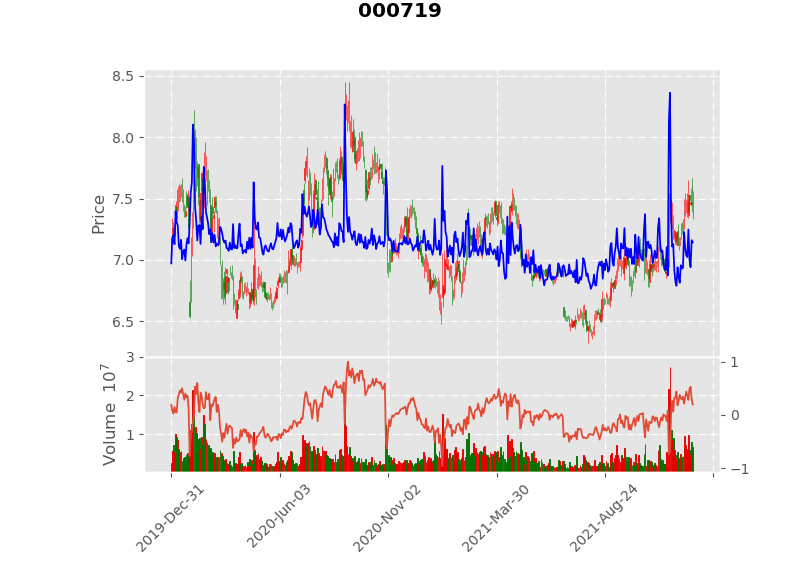 000719
8.5
8.0
7.5
7.0
6.5
Price
3
2
1
Volume 10^7
1
0
−1
2019-Dec-31
2020-Jun-03
2020-Nov-02
2021-Mar-30
2021-Aug-24